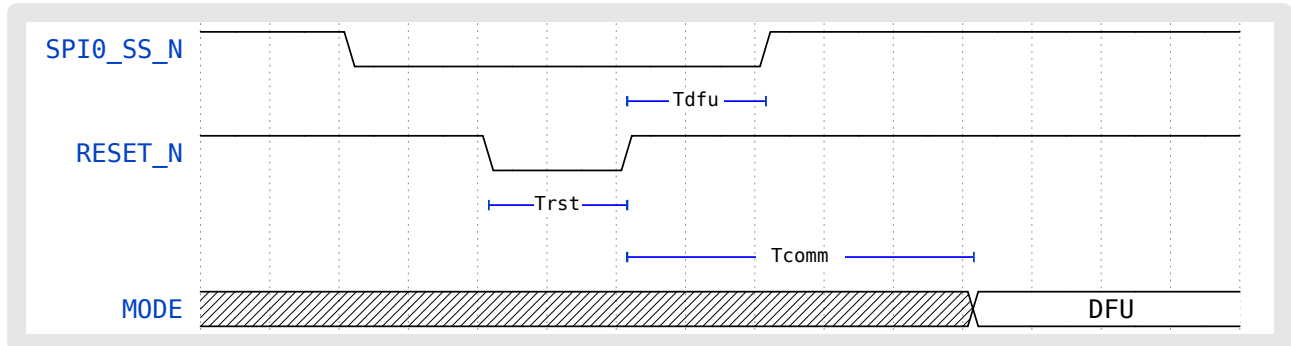 SPI0_SS_N
Tdfu
RESET_N
Trst
Tcomm
MODE DFU